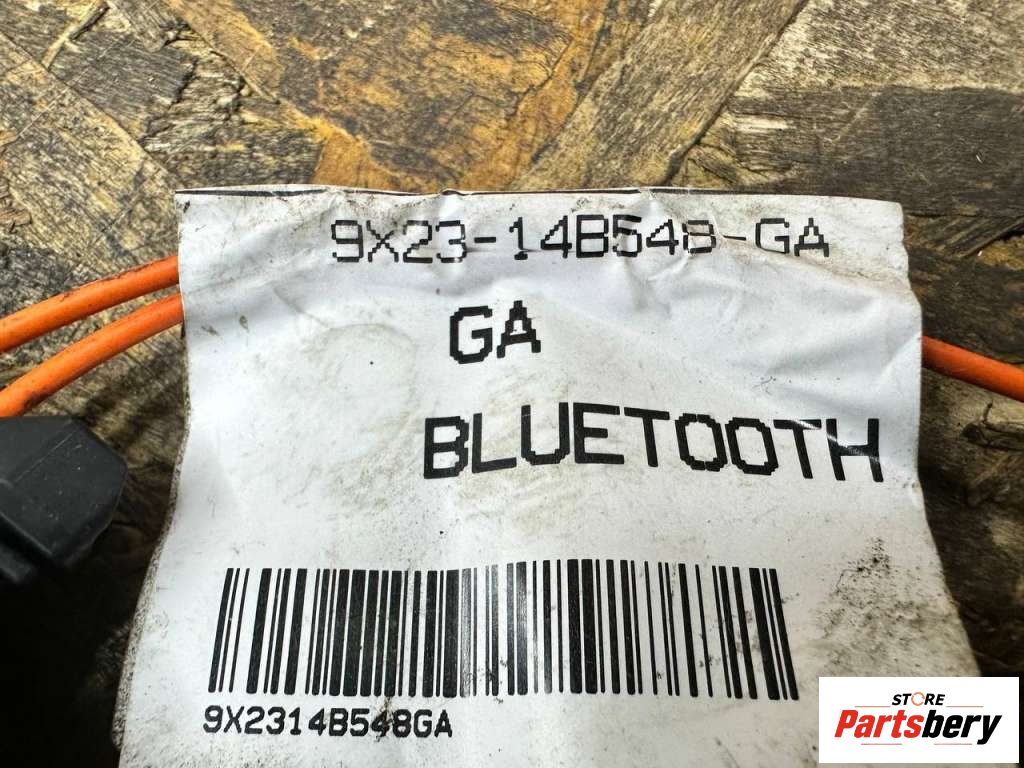 9X23-14B548-GA
GA
BLUETOOTH
9X2314B548GA
STORE
Partsbery